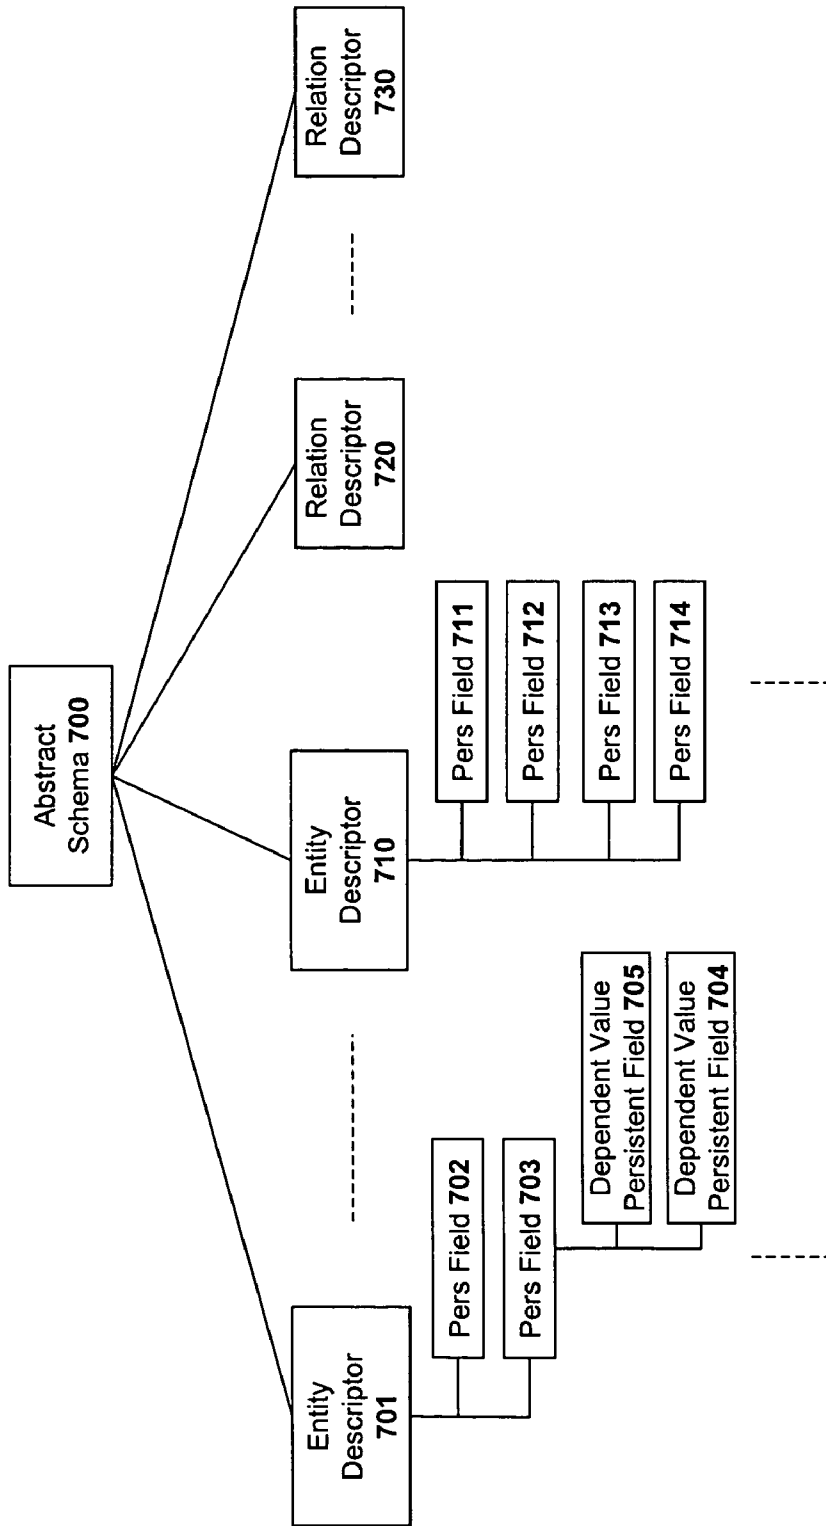 Abstract
Schema 700
Entity
Descriptor
701
Entity
Descriptor
710
Relation
Descriptor
720
Relation
Descriptor
730
Pers Field 702
Pers Field 703
Dependent Value
Persistent Field 705
Dependent Value
Persistent Field 704
Pers Field 711
Pers Field 712
Pers Field 713
Pers Field 714